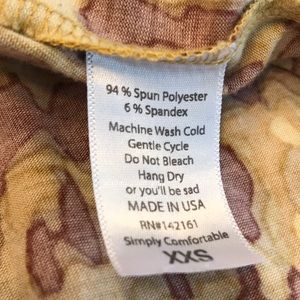 94 % Spun Polyester
6 % Spandex
Machine Wash Cold
Gentle Cycle
Do Not Bleach
Hang Dry
or you'll be sad
MADE IN USA
RN#142161
Simply Comfortable
XXS